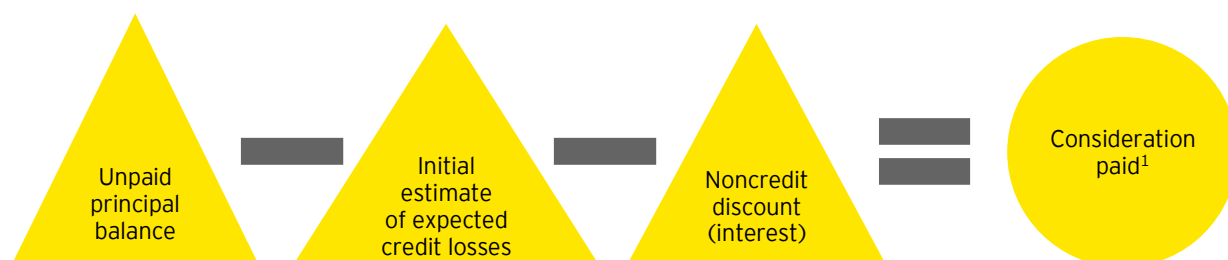 Unpaid
principal
balance
Initial
estimate
of expected
credit losses
Noncredit
discount
(interest)
Consideration
paid¹